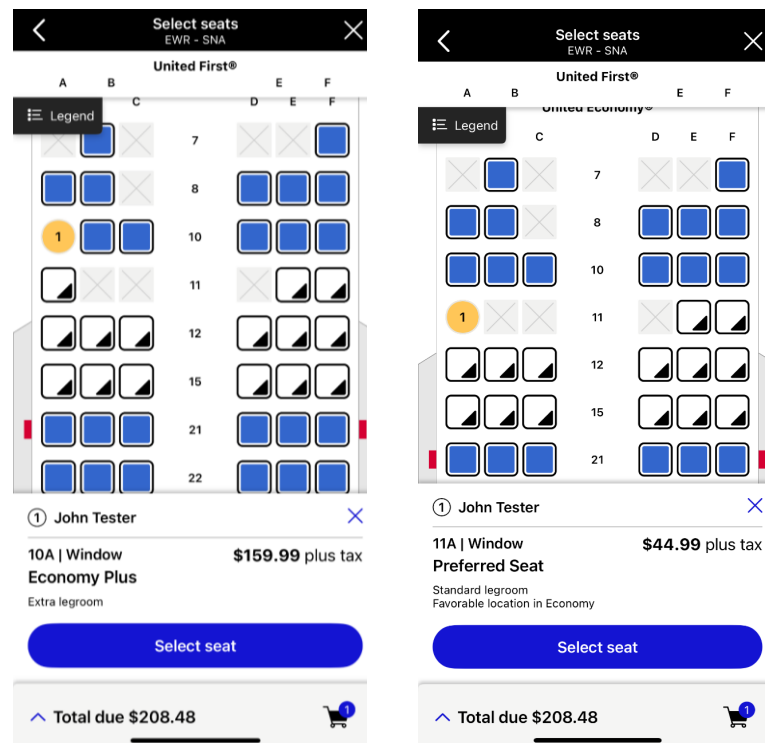 Select seats
EWR - SNA
United First®
A B E F
C D E F
Legend
7
8
1 10
11
12
15
21
22
1 John Tester
10A | Window $159.99 plus tax
Economy Plus
Extra legroom
Select seat
Total due $208.48 1
Select seats
EWR - SNA
United First®
A B E F
United Economy®
Legend
C D E F
7
8
10
1 11
12
15
21
1 John Tester
11A | Window $44.99 plus tax
Preferred Seat
Standard legroom
Favorable location in Economy
Select seat
Total due $208.48 1